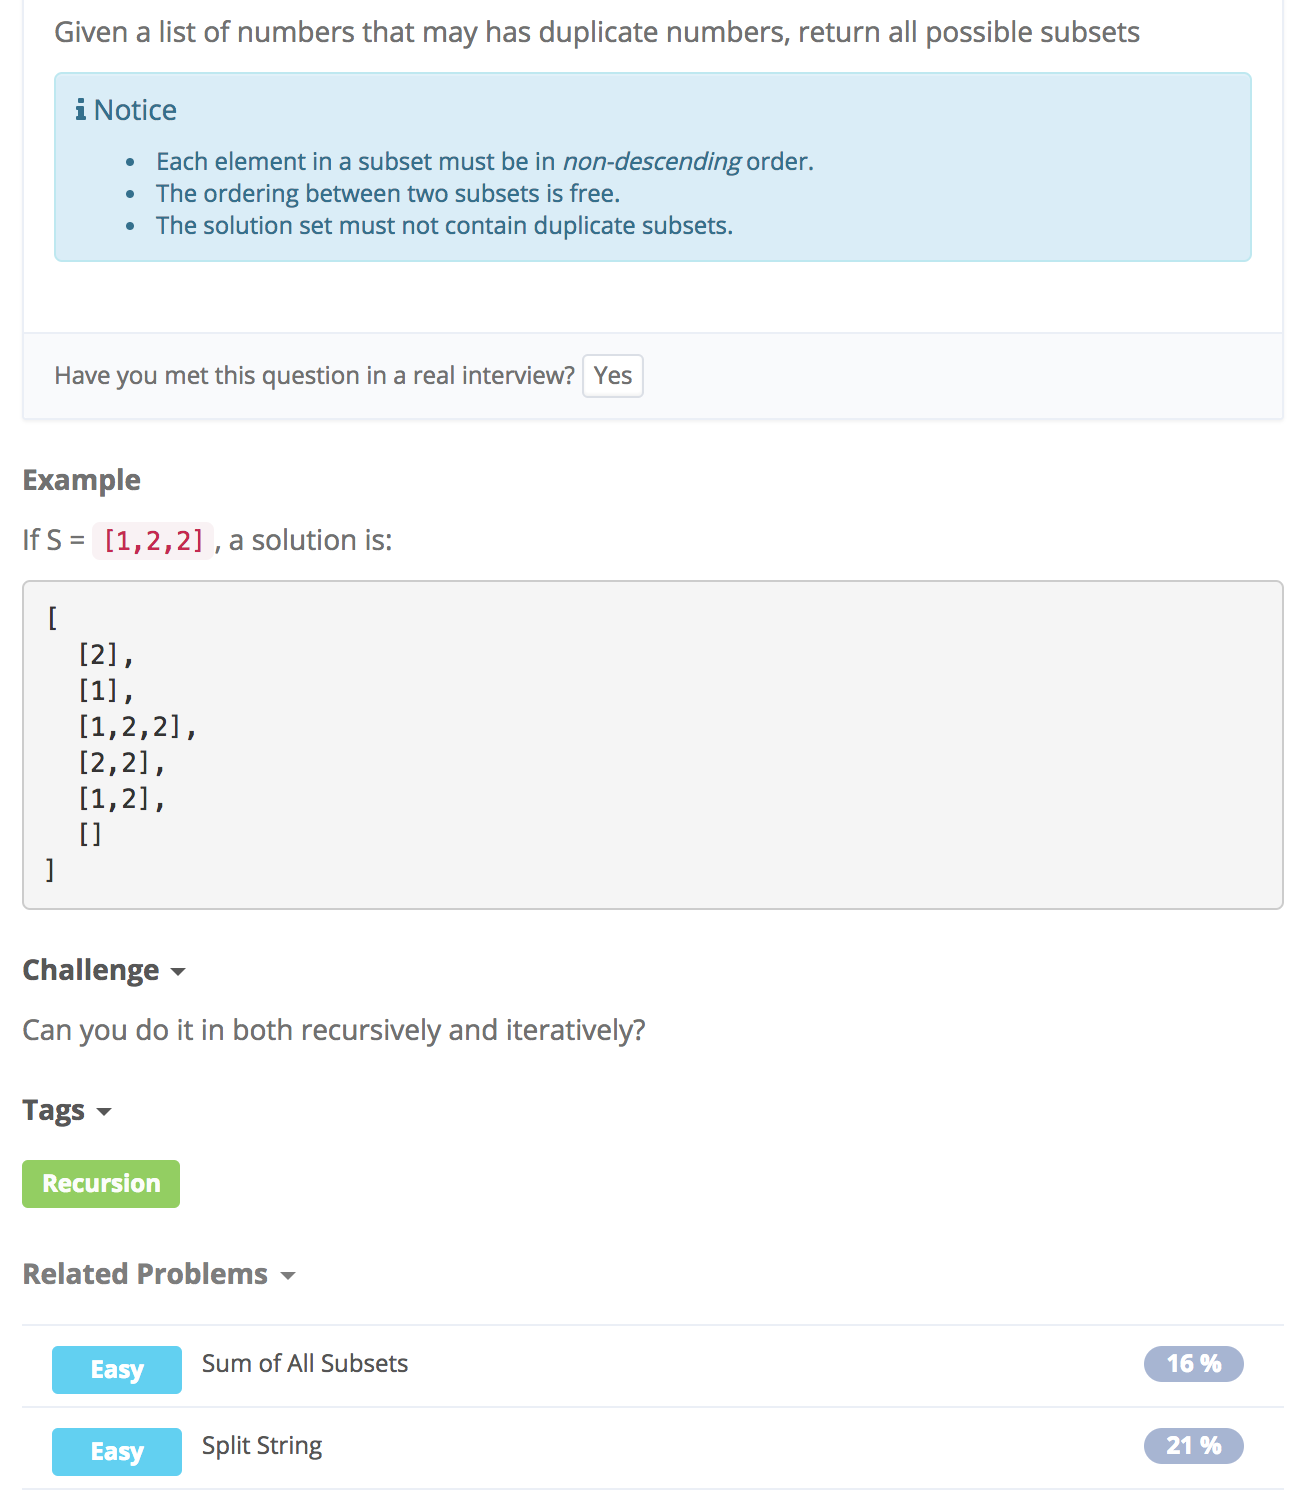 Given a list of numbers that may has duplicate numbers, return all possible subsets
Notice
• Each element in a subset must be in non-descending order.
• The ordering between two subsets is free.
• The solution set must not contain duplicate subsets.
Have you met this question in a real interview? Yes
Example
If S = [1,2,2] , a solution is:
[
  [2],
  [1],
  [1,2,2],
  [2,2],
  [1,2],
  []
]
Challenge
Can you do it in both recursively and iteratively?
Tags
Recursion
Related Problems
Easy Sum of All Subsets 16 %
Easy Split String 21 %